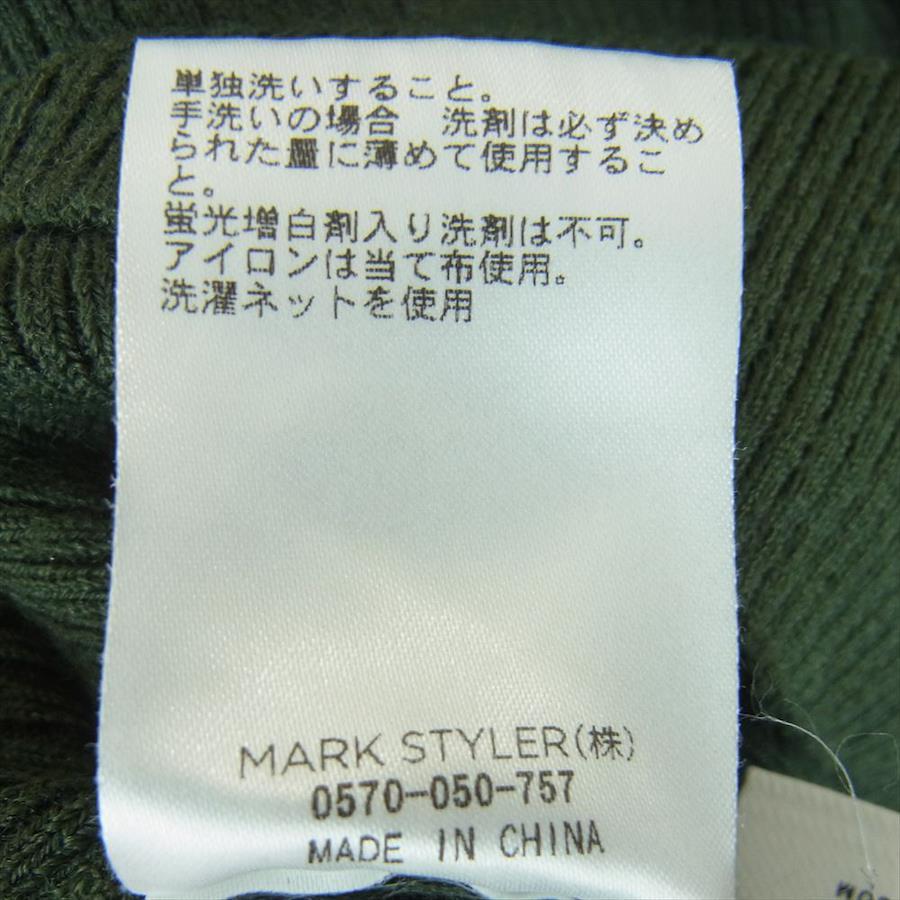 単独洗いすること。
手洗いの場合　洗剤は必ず決め
られた量に薄めて使用するこ
と。
蛍光増白剤入り洗剤は不可。
アイロンは当て布使用。
洗濯ネットを使用
MARK STYLER(株)
0570-050-757
MADE IN CHINA